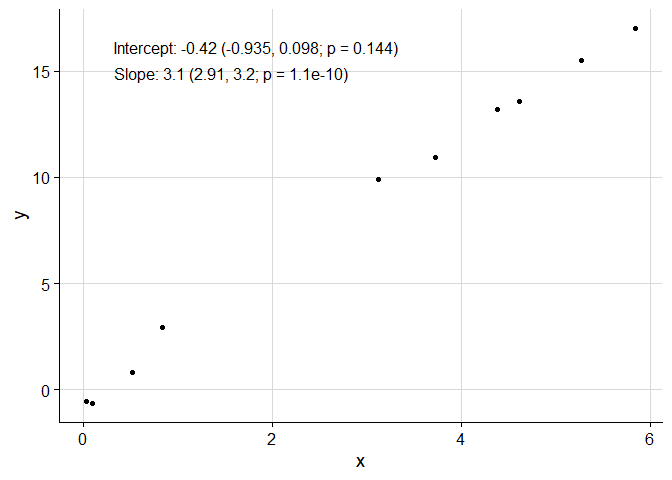 Intercept: -0.42 (-0.935, 0.098; p = 0.144)
Slope: 3.1 (2.91, 3.2; p = 1.1e-10)
15
10
5
0
y
0 2 4 6
x